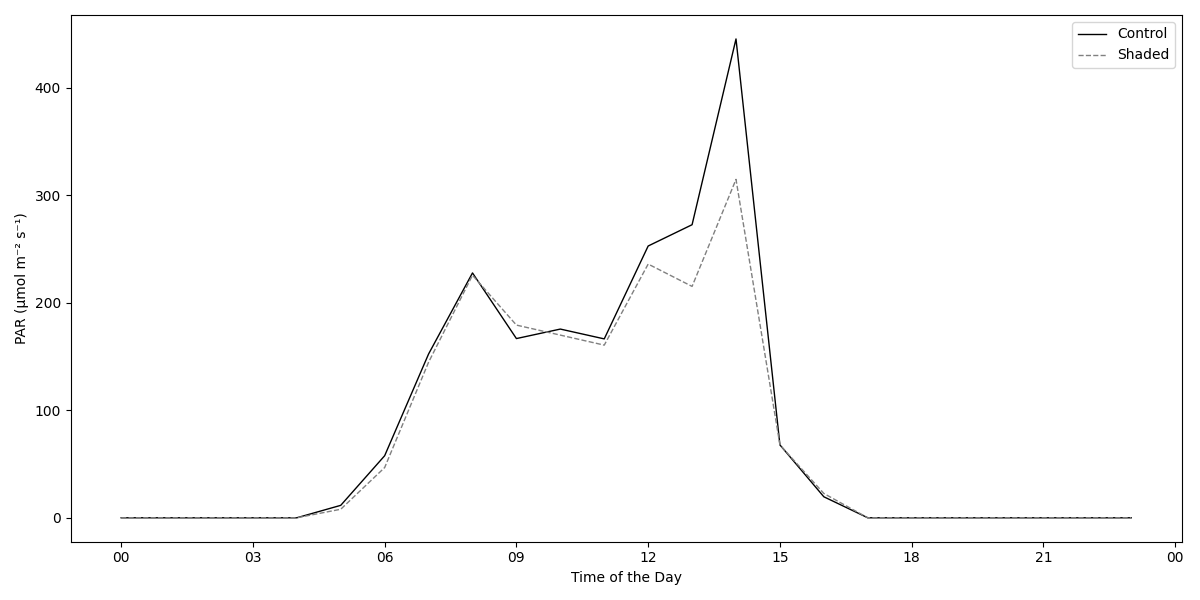 Control
Shaded
400
300
200
100
0
PAR (µmol m⁻² s⁻¹)
00 03 06 09 12 15 18 21 00
Time of the Day